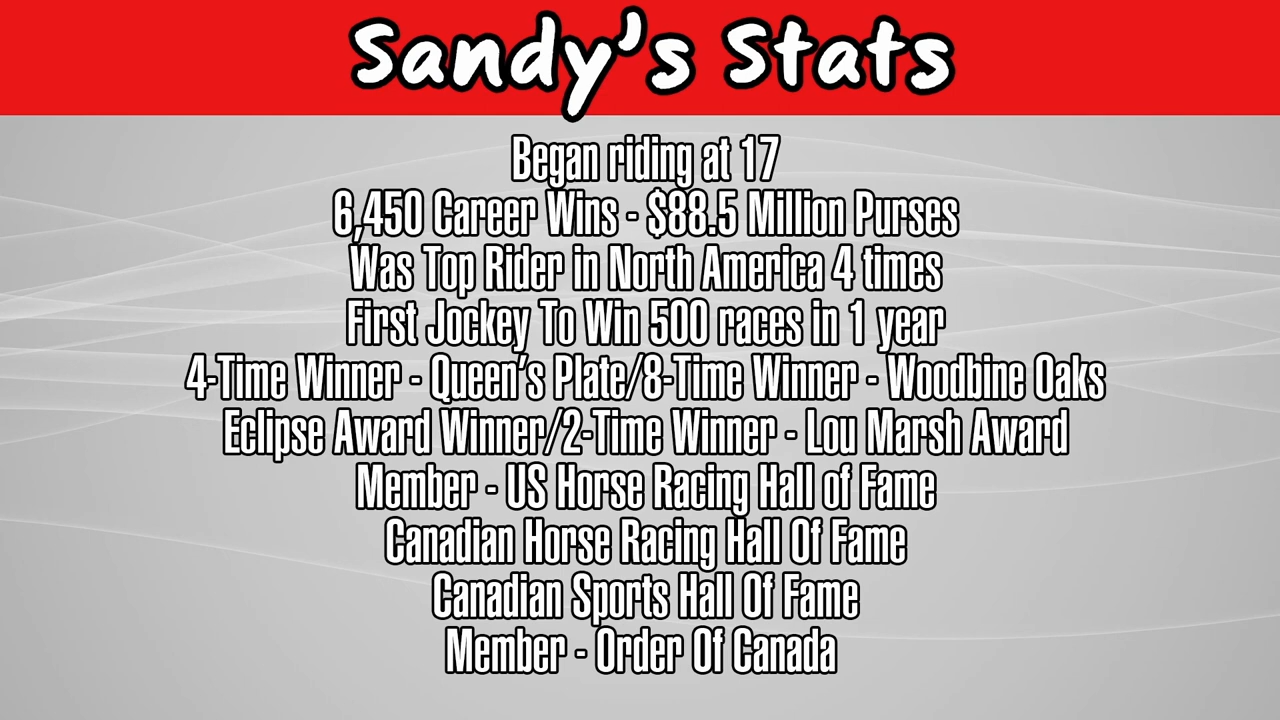 Sandy's Stats
Began riding at 17
6,450 Career Wins - $88.5 Million Purses
Was Top Rider in North America 4 times
First Jockey To Win 500 races in 1 year
4-Time Winner - Queen's Plate/8-Time Winner - Woodbine Oaks
Eclipse Award Winner/2-Time Winner - Lou Marsh Award
Member - US Horse Racing Hall of Fame
Canadian Horse Racing Hall Of Fame
Canadian Sports Hall Of Fame
Member - Order Of Canada